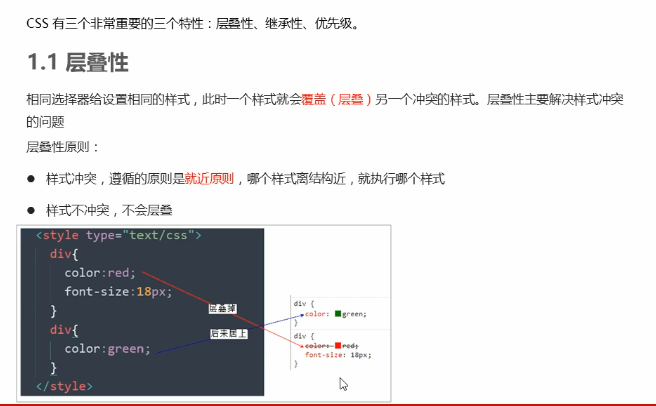 CSS 有三个非常重要的三个特性：层叠性、继承性、优先级。
1.1 层叠性
相同选择器给设置相同的样式，此时一个样式就会覆盖（层叠）另一个冲突的样式。层叠性主要解决样式冲突
的问题
层叠性原则：
● 样式冲突，遵循的原则是就近原则，哪个样式离结构近，就执行哪个样式
● 样式不冲突，不会层叠
<style type="text/css">
div{
color:red;
font-size:18px;
}
div{
color:green;
}
</style>
层叠掉
后来居上
div {
color: green;
}
div {
color: red;
font-size: 18px;
}